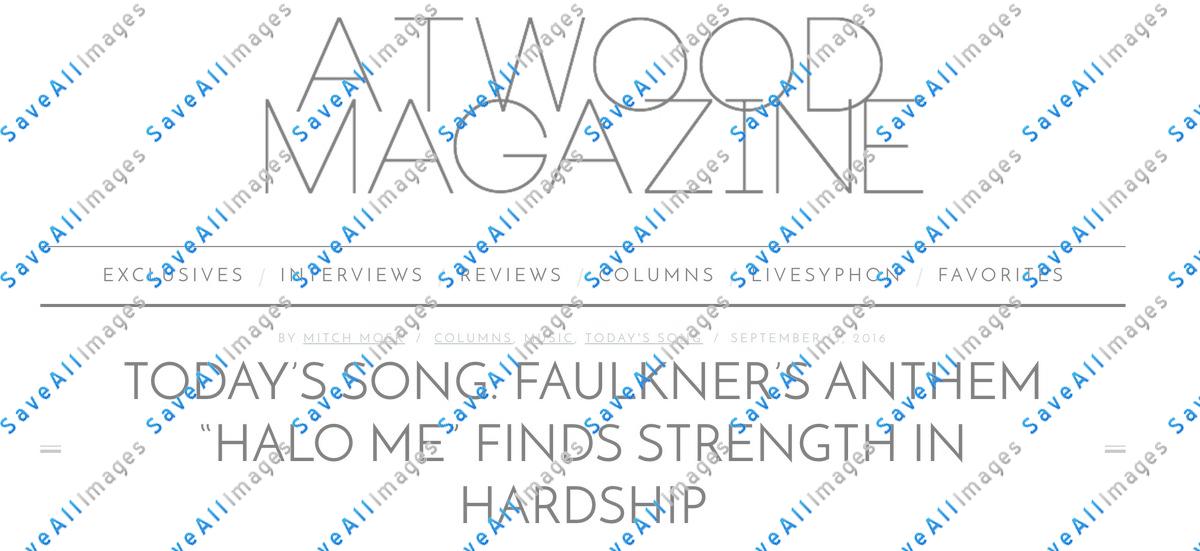 ATWOOD
MAGAZINE
EXCLUSIVES / INTERVIEWS / REVIEWS / COLUMNS / LIVESYPHON / FAVORITES
BY MITCH / COLUMNS, MUSIC, TODAY'S SONG / SEPTEMBER 2016
TODAY'S SONG: FAULKNER'S ANTHEM
“HALO ME” FINDS STRENGTH IN
HARDSHIP
SaveAllImages